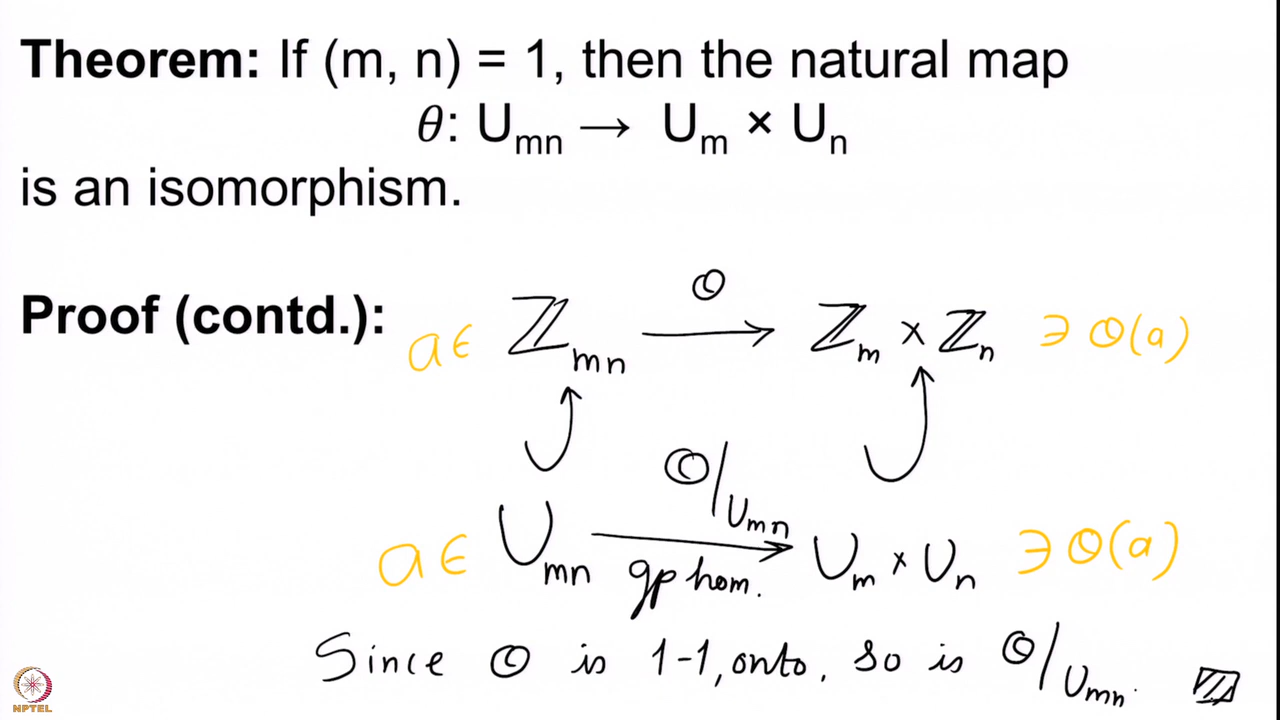 Theorem: If (m, n) = 1, then the natural map
θ: Uₘₙ → Uₘ × Uₙ
is an isomorphism.
Proof (contd.): a ∈ ℤₘₙ → ℤₘ × ℤₙ ∋ θ(a)
θ
θ/Uₘₙ
a ∈ Uₘₙ → Uₘ × Uₙ ∋ θ(a)
gp hom.
Since θ is 1-1, onto, so is θ/Uₘₙ.
NPTEL